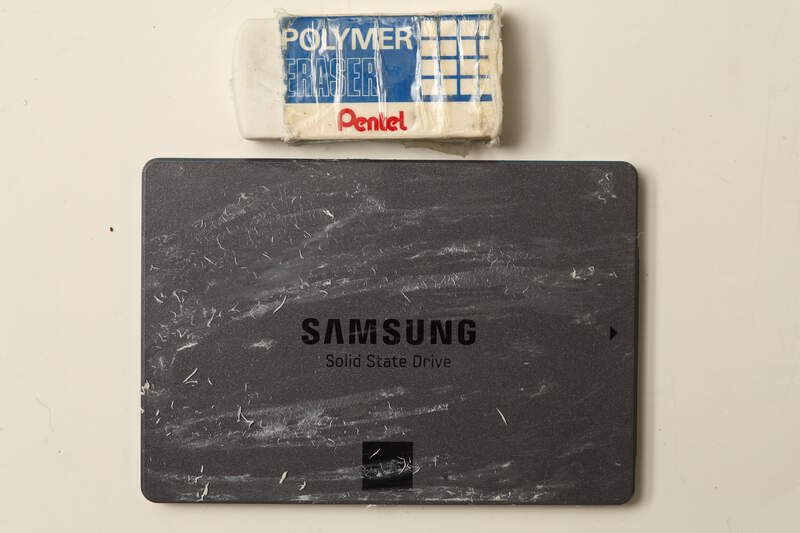 POLYMER
ERASER
Pentel
SAMSUNG
Solid State Drive